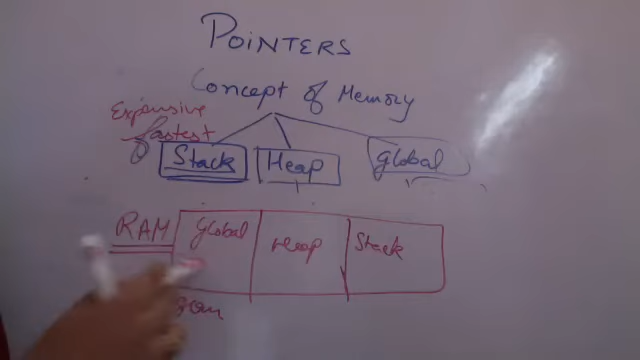 POINTERS
Concept of Memory
Expensive
fastest
Stack Heap Global
RAM Global Heap Stack